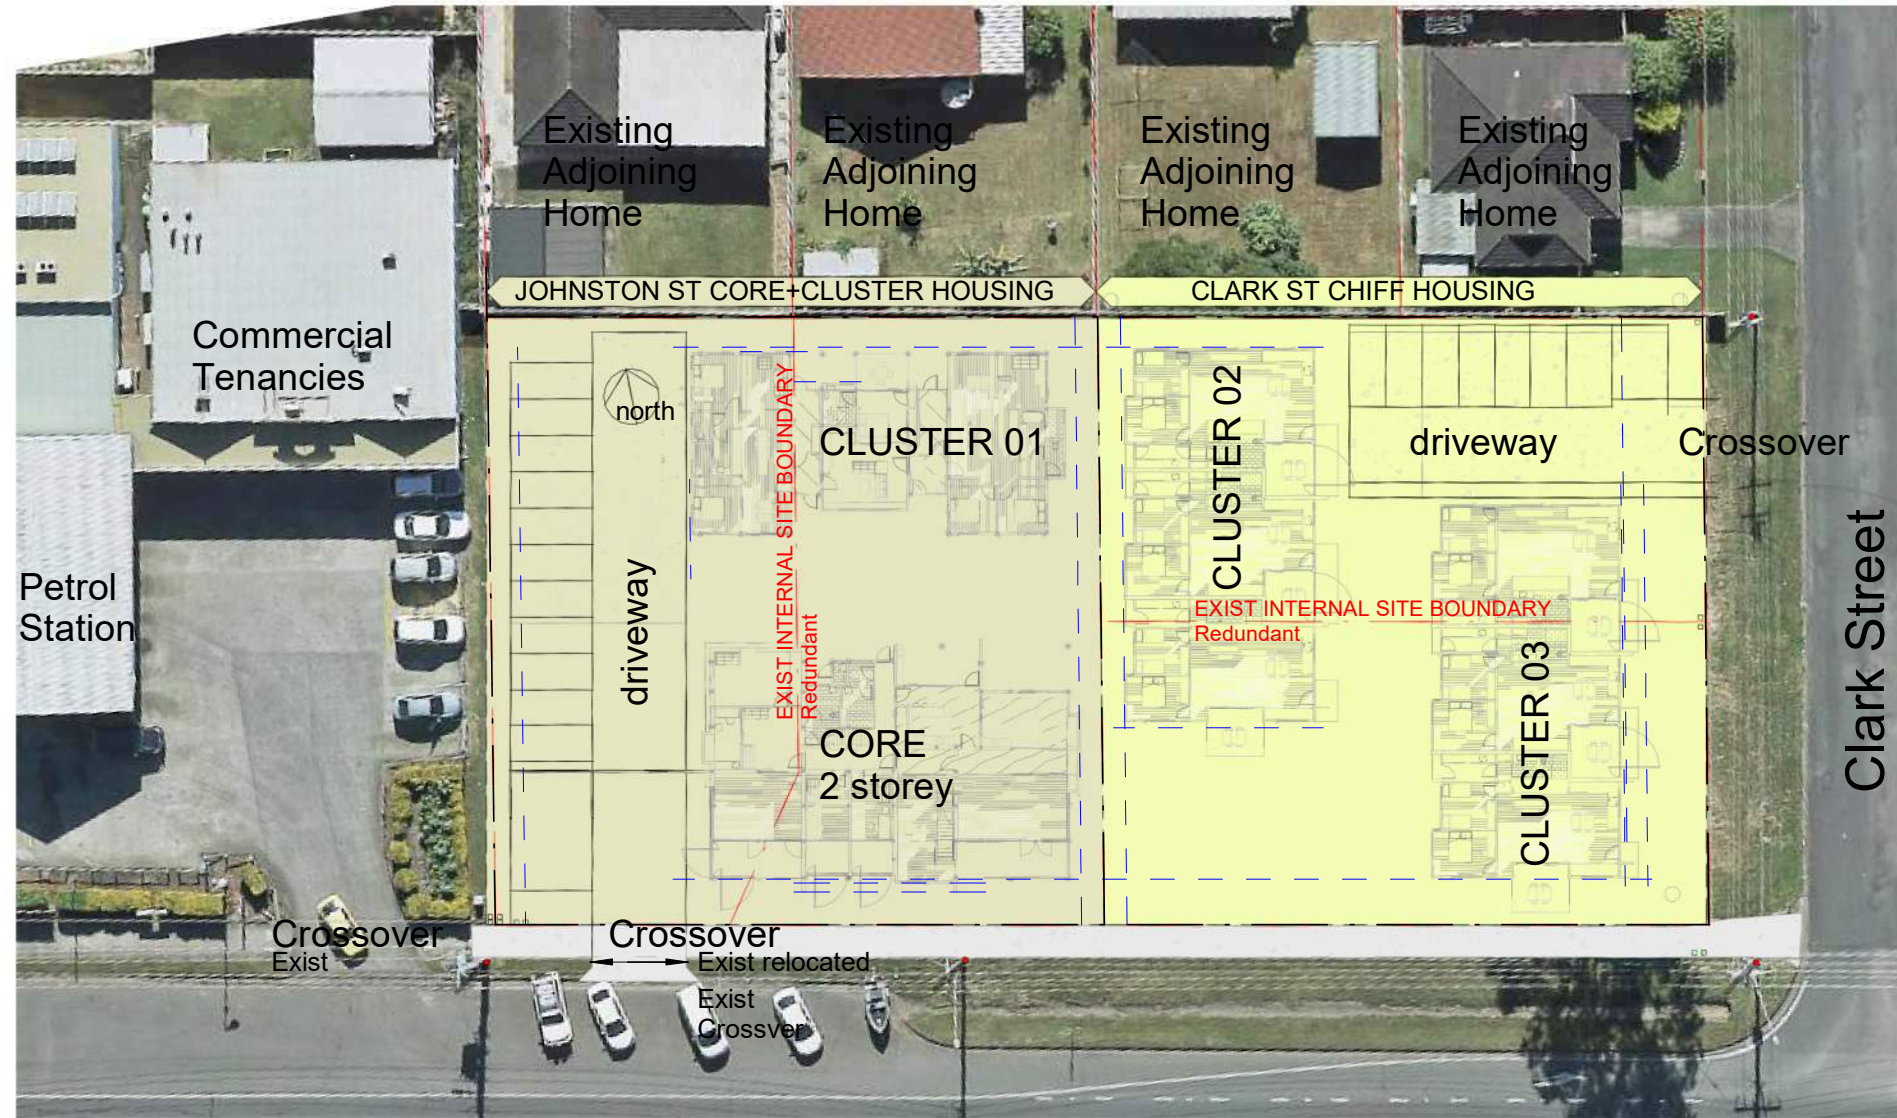 Existing
Adjoining
Home
Existing
Adjoining
Home
Existing
Adjoining
Home
Existing
Adjoining
Home
JOHNSTON ST CORE+CLUSTER HOUSING
CLARK ST CHIFF HOUSING
Commercial
Tenancies
north
CLUSTER 01
CLUSTER 02
driveway
Crossover
EXIST INTERNAL SITE BOUNDARY
Redundant
Petrol
Station
driveway
EXIST INTERNAL SITE BOUNDARY
Redundant
CORE
2 storey
CLUSTER 03
Clark Street
Crossover
Exist
Crossover
Exist relocated
Exist
Crossver